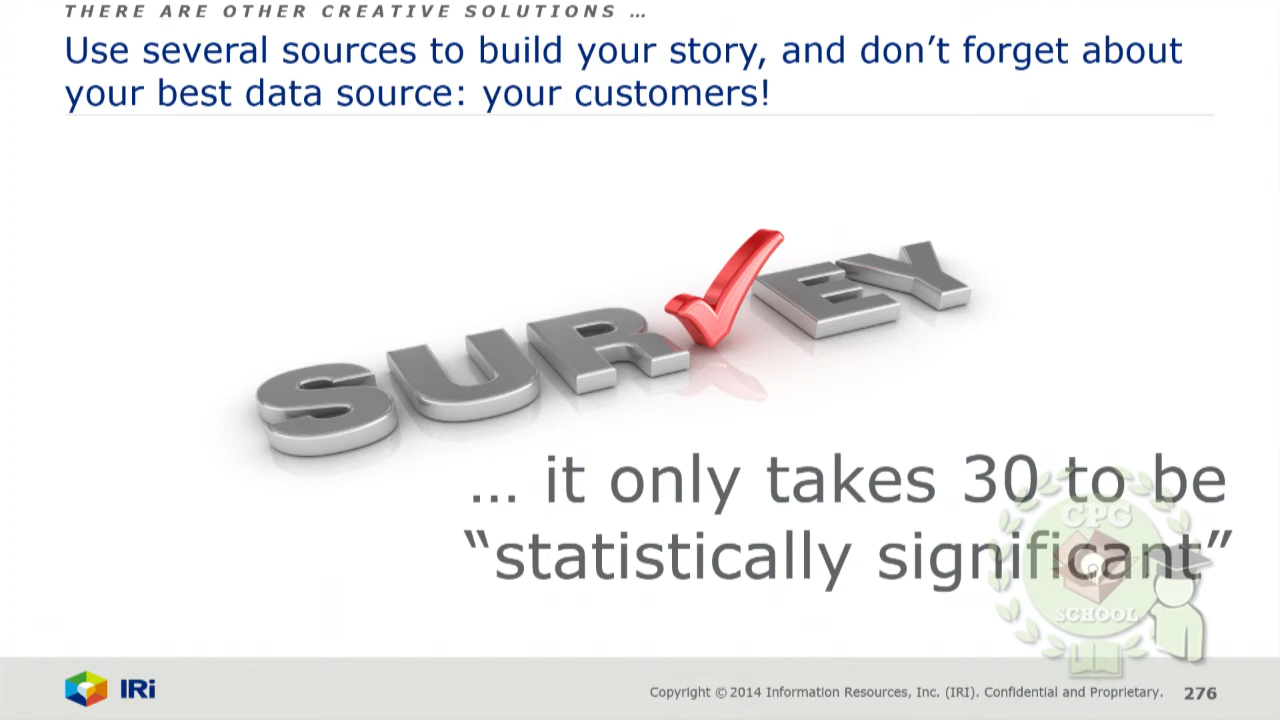 THERE ARE OTHER CREATIVE SOLUTIONS …
Use several sources to build your story, and don’t forget about
your best data source: your customers!
SURVEY
… it only takes 30 to be
“statistically significant”
CPG
SCHOOL
IRi
Copyright © 2014 Information Resources, Inc. (IRI). Confidential and Proprietary. 276